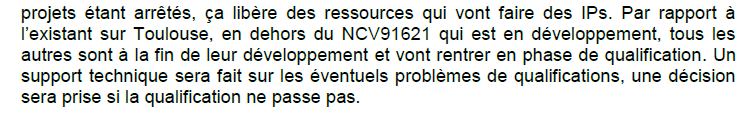 projets étant arrêtés, ça libère des ressources qui vont faire des IPs. Par rapport à
l'existant sur Toulouse, en dehors du NCV91621 qui est en développement, tous les
autres sont à la fin de leur développement et vont rentrer en phase de qualification. Un
support technique sera fait sur les éventuels problèmes de qualifications, une décision
sera prise si la qualification ne passe pas.